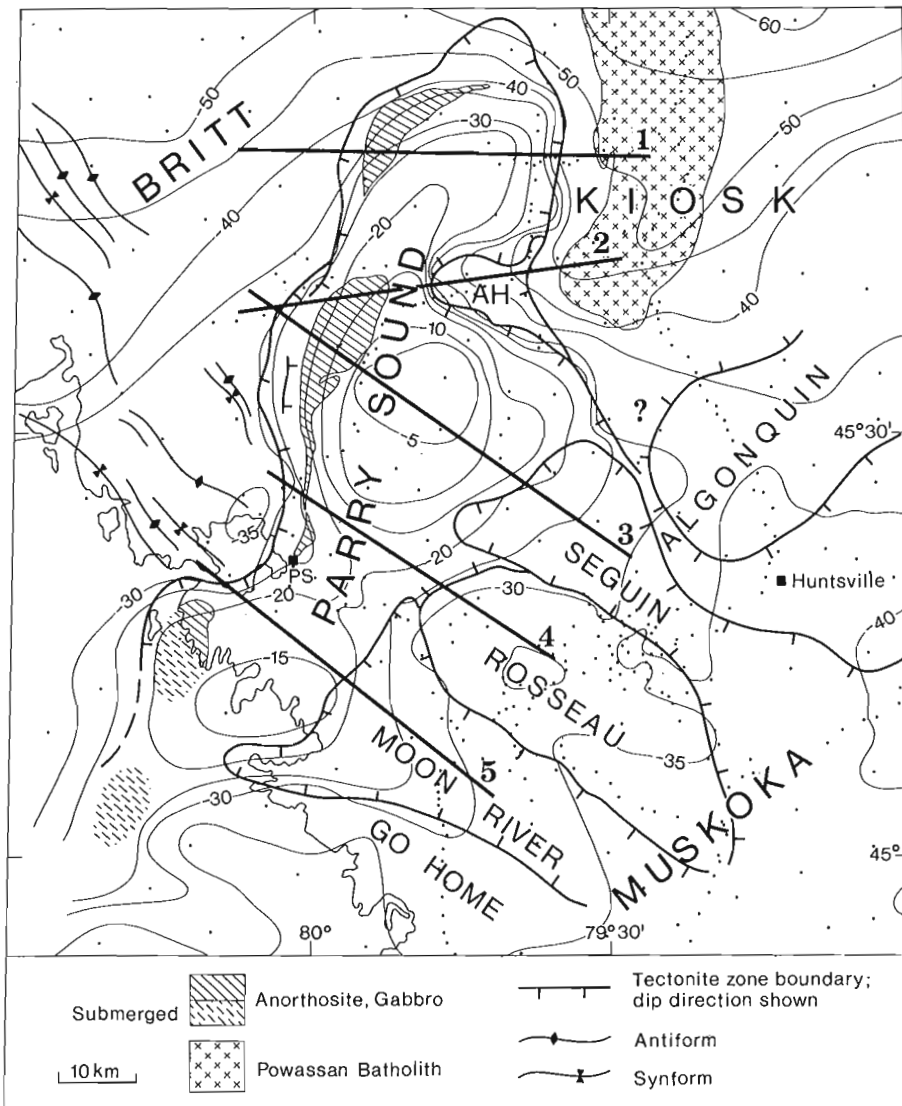 60
-50
-40
50
BRITT
30
1
KIOSK
-40
-20
2
AH
40
PARRY SOUND
-10
?
ALGONQUIN
45°30'
5
35
3
-20
SEGUIN
Huntsville
PS.
-30
-20
30
-40
4
ROSSEAU
-15
MOON RIVER
5
-35
-30
GO HOME
MUSKOKA
45°
80°
79°30'
Submerged
Anorthosite, Gabbro
Powassan Batholith
10 km
Tectonite zone boundary;
dip direction shown
Antiform
Synform